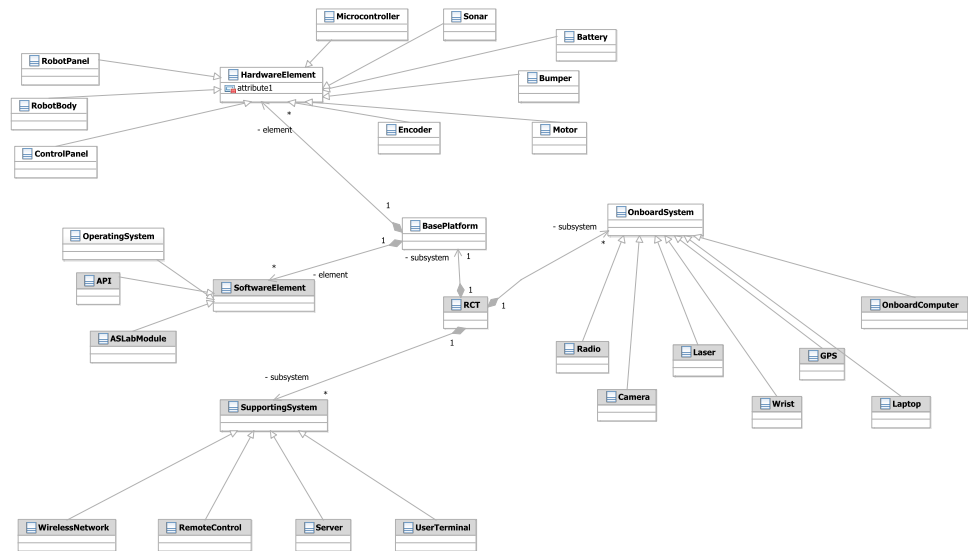 Microcontroller
Sonar
Battery
RobotPanel
HardwareElement
attribute1
Bumper
RobotBody
*
- element
Encoder
Motor
ControlPanel
1
OnboardSystem
BasePlatform
- subsystem
OperatingSystem
1
*
- subsystem
1
*
- element
API
SoftwareElement
1
RCT
1
OnboardComputer
ASLabModule
1
Radio
Laser
GPS
- subsystem
*
Camera
Wrist
Laptop
SupportingSystem
WirelessNetwork
RemoteControl
Server
UserTerminal